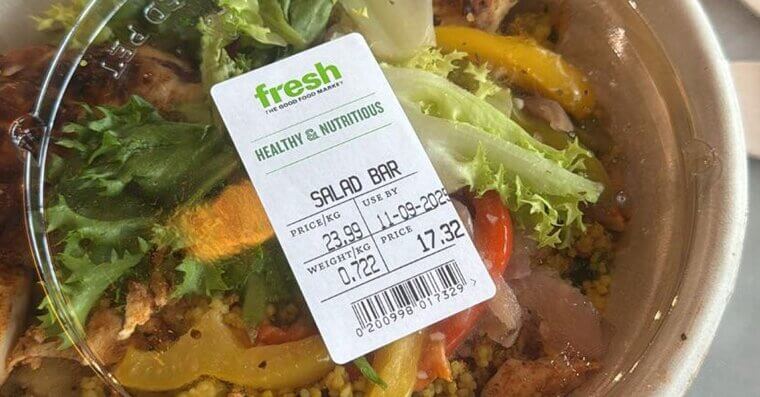 fresh
THE GOOD FOOD MARKET
HEALTHY & NUTRITIOUS
SALAD BAR
PRICE/KG USE BY
23.99 11-09-2025
WEIGHT/KG PRICE
0.722 17.32
0 200998 017329
PET